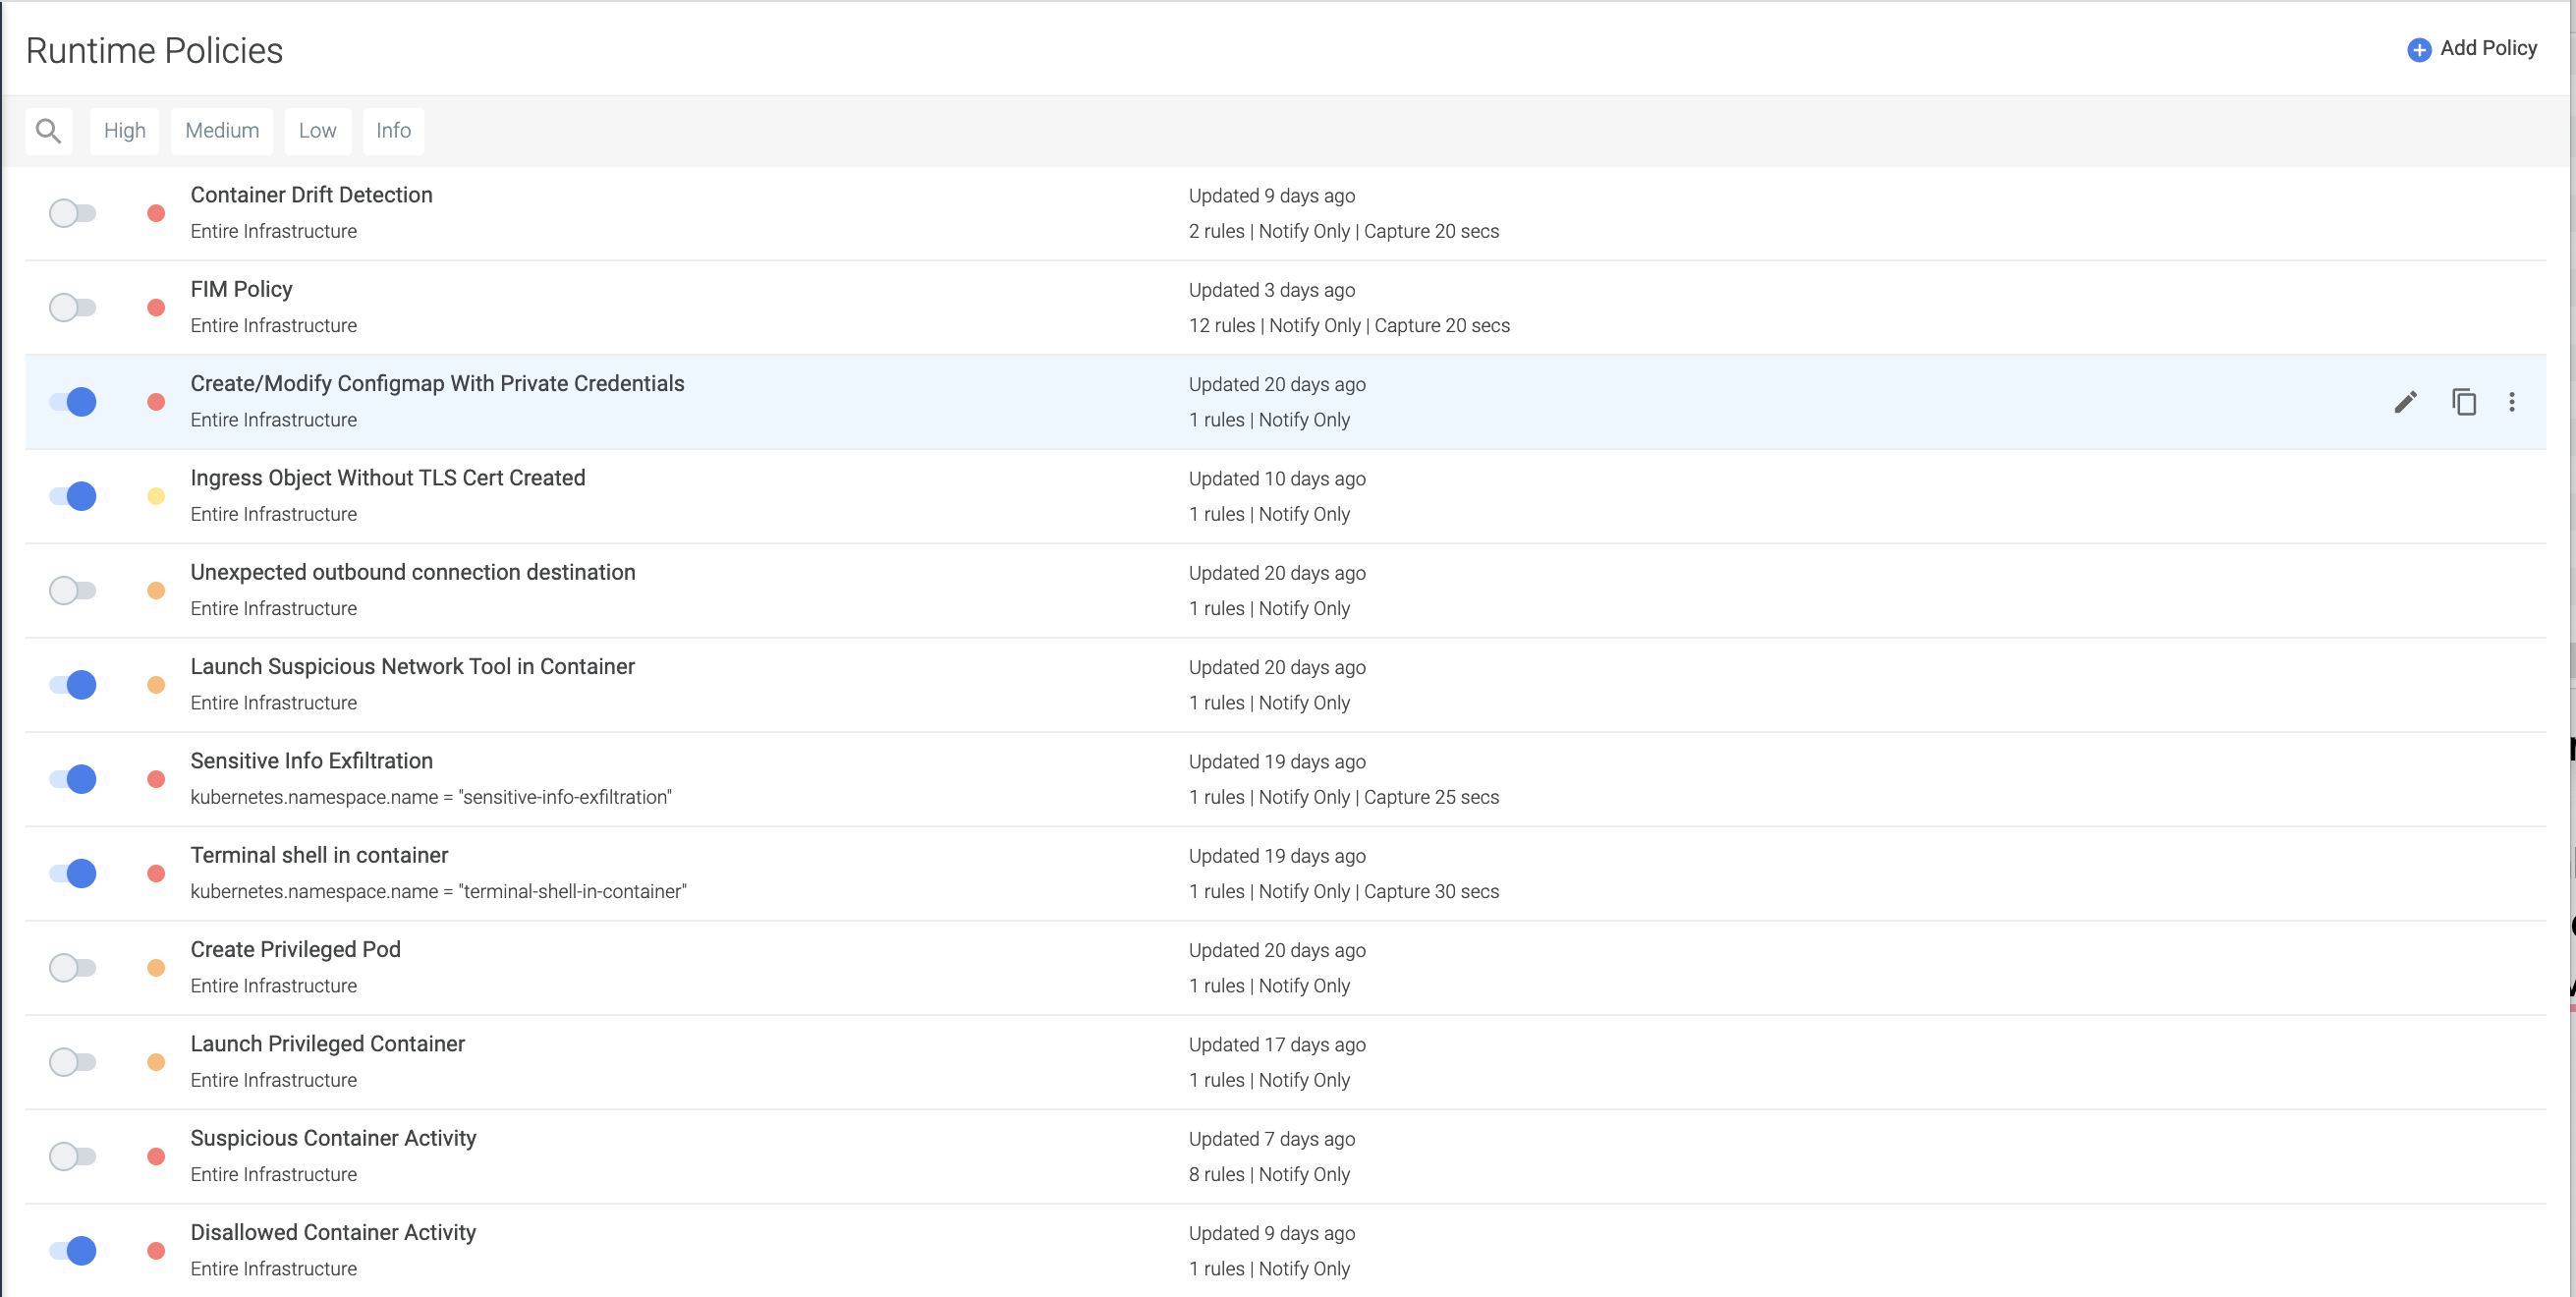 Runtime Policies
Add Policy
High Medium Low Info
Container Drift Detection
Updated 9 days ago
Entire Infrastructure
2 rules | Notify Only | Capture 20 secs
FIM Policy
Updated 3 days ago
Entire Infrastructure
12 rules | Notify Only | Capture 20 secs
Create/Modify Configmap With Private Credentials
Updated 20 days ago
Entire Infrastructure
1 rules | Notify Only
Ingress Object Without TLS Cert Created
Updated 10 days ago
Entire Infrastructure
1 rules | Notify Only
Unexpected outbound connection destination
Updated 20 days ago
Entire Infrastructure
1 rules | Notify Only
Launch Suspicious Network Tool in Container
Updated 20 days ago
Entire Infrastructure
1 rules | Notify Only
Sensitive Info Exfiltration
Updated 19 days ago
kubernetes.namespace.name = "sensitive-info-exfiltration"
1 rules | Notify Only | Capture 25 secs
Terminal shell in container
Updated 19 days ago
kubernetes.namespace.name = "terminal-shell-in-container"
1 rules | Notify Only | Capture 30 secs
Create Privileged Pod
Updated 20 days ago
Entire Infrastructure
1 rules | Notify Only
Launch Privileged Container
Updated 17 days ago
Entire Infrastructure
1 rules | Notify Only
Suspicious Container Activity
Updated 7 days ago
Entire Infrastructure
8 rules | Notify Only
Disallowed Container Activity
Updated 9 days ago
Entire Infrastructure
1 rules | Notify Only